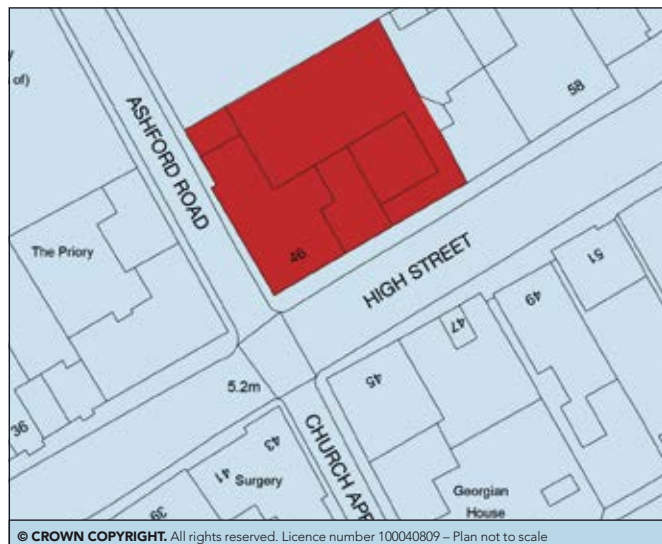 of)
ASHFORD ROAD
58
46
The Priory
HIGH STREET
51
49
47
45
5.2m
36
CHURCH APP
43
41
Surgery
39
Georgian
House
© CROWN COPYRIGHT. All rights reserved. Licence number 100040809 – Plan not to scale